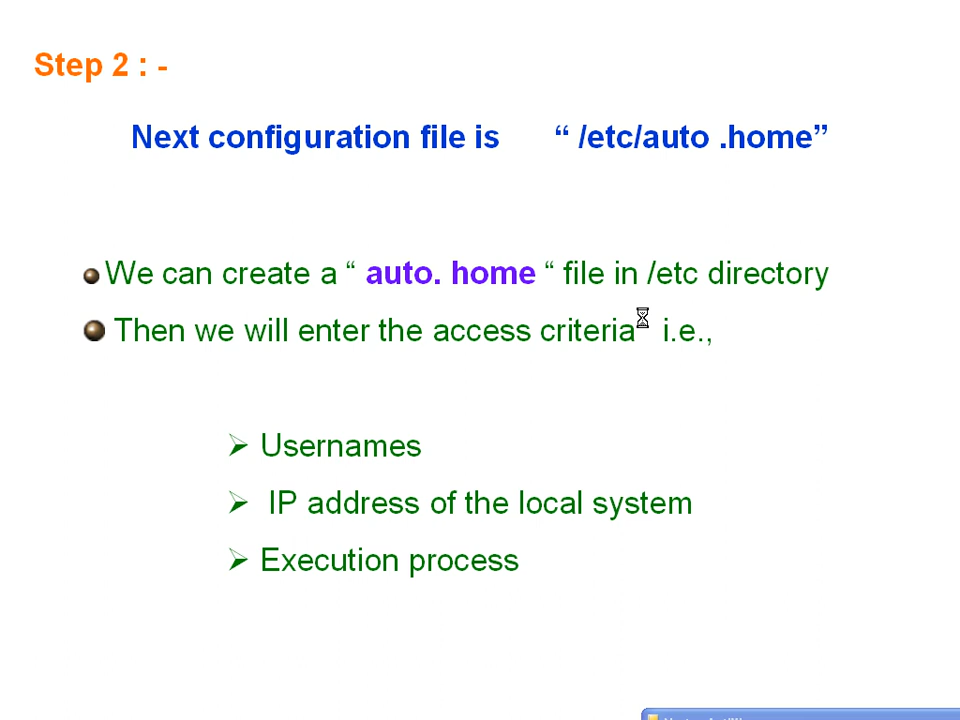 Step 2 : -
Next configuration file is “ /etc/auto .home”
We can create a “ auto. home “ file in /etc directory
Then we will enter the access criteria i.e.,
Usernames
IP address of the local system
Execution process